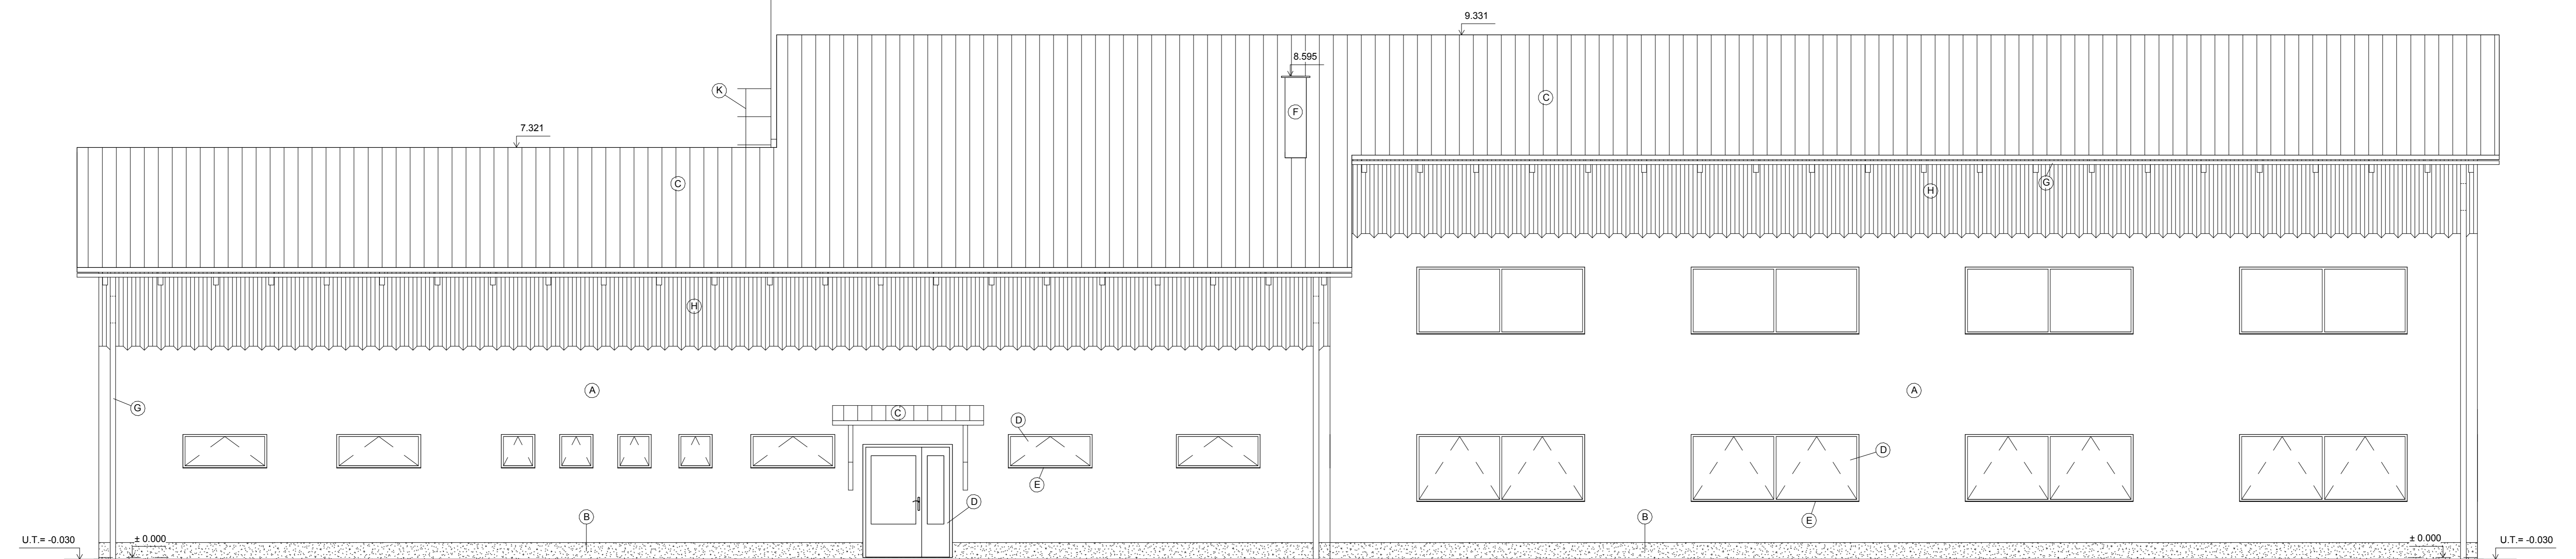 9.331
8.595
K
C
F
7.321
C
H
G
H
A
A
G
C
D
D
E
D
B
B
E
U.T.= -0.030
± 0.000
± 0.000
U.T.= -0.030